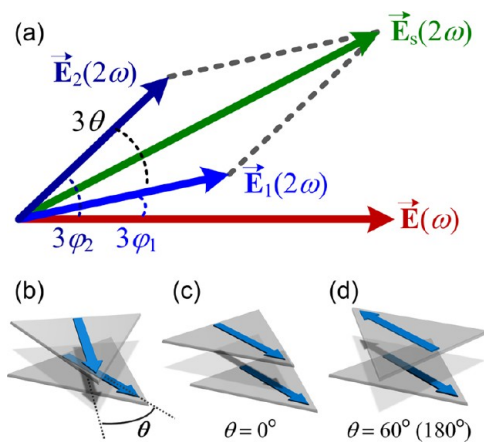 (a)
E⃗s(2ω)
E⃗2(2ω)
3θ
E⃗1(2ω)
3φ2 3φ1
E⃗(ω)
(b) (c) (d)
θ
θ = 0° θ = 60° (180°)